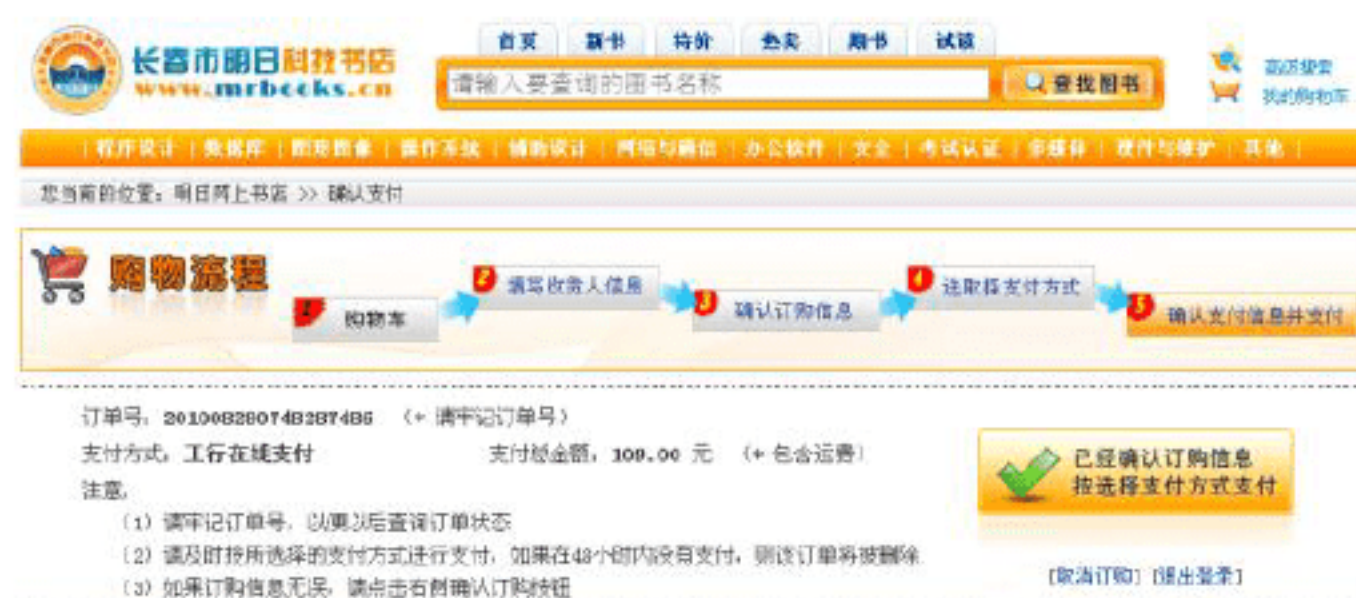 首页 新书 特价 热卖 期书 试读
长春市明日科技书店
www.mrbooks.cn
请输入要查询的图书名称
查找图书
高级搜索
我的购物车
程序设计 | 数据库 | 图形图像 | 操作系统 | 辅助设计 | 网络与通信 | 办公软件 | 安全 | 考试认证 | 多媒体 | 硬件与维护 | 其他 |
您当前的位置：明日网上书店 >> 确认支付
购物流程
1 购物车
2 填写收货人信息
3 确认订购信息
4 选取择支付方式
5 确认支付信息并支付
订单号：（* 请牢记订单号）
支付方式：工行在线支付 支付总金额：109.00 元 （* 包含运费）
注意：
（1）请牢记订单号，以便以后查询订单状态
（2）请及时按所选择的支付方式进行支付，如果在48小时内没有支付，则该订单将被删除
（3）如果订购信息无误，请点击右侧确认订购按钮
已经确认订购信息
按选择支付方式支付
[取消订购] [退出登录]